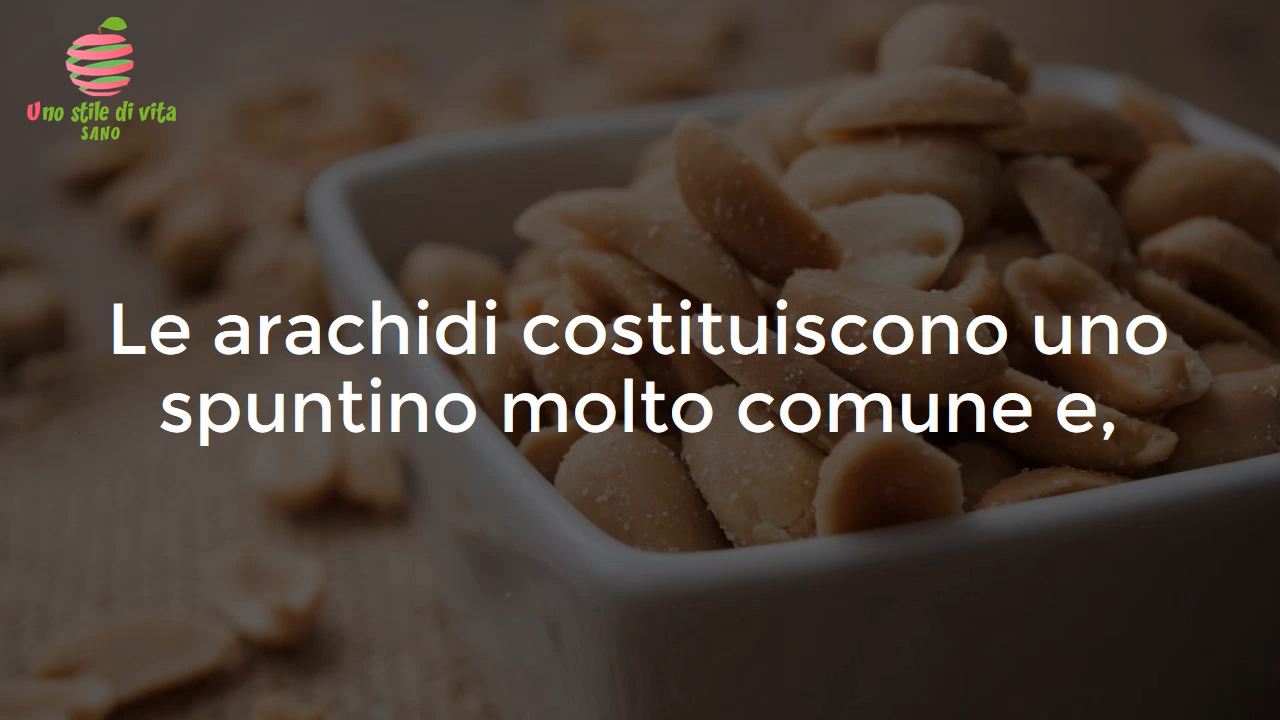 Uno stile di vita
SANO
Le arachidi costituiscono uno
spuntino molto comune e,